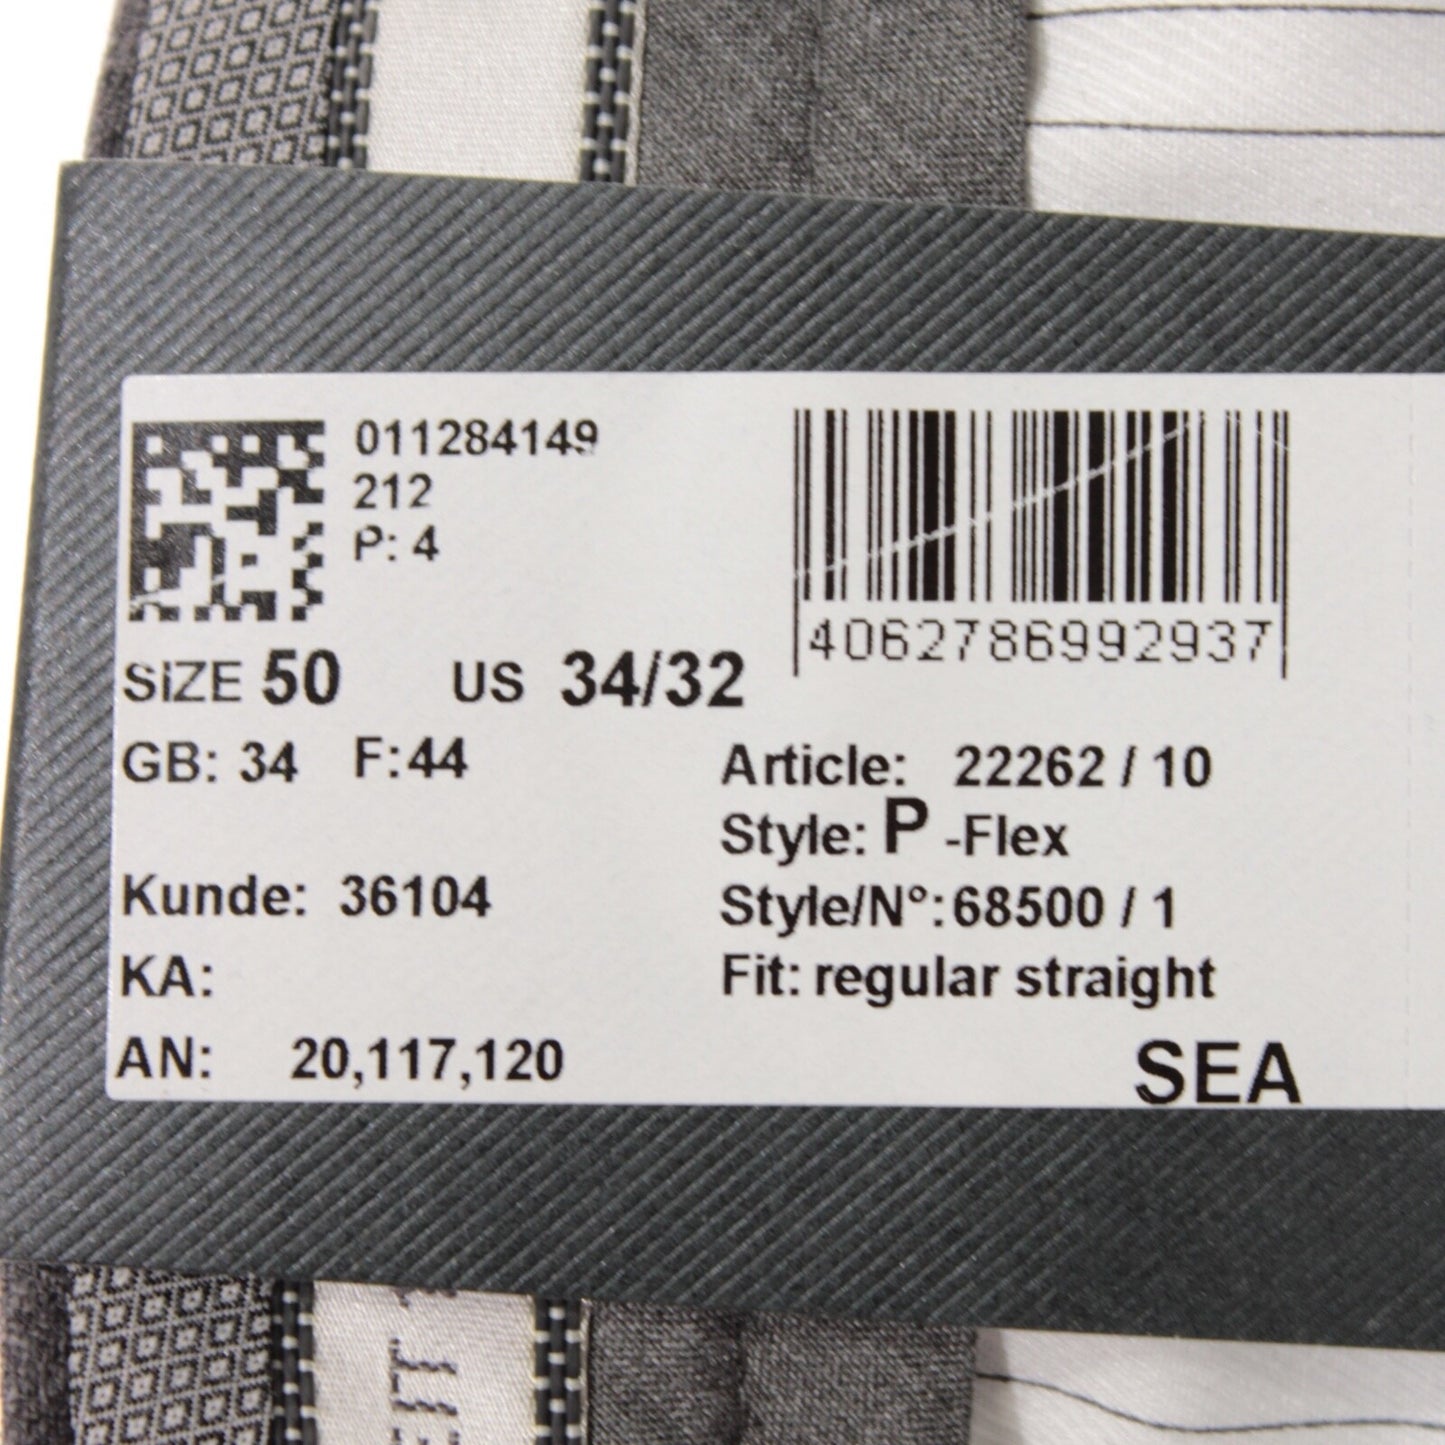 011284149
212
P: 4
4062786992937
SIZE 50 US 34/32
GB: 34 F:44
Article: 22262 / 10
Style: P -Flex
Kunde: 36104
Style/N°:68500 / 1
KA:
Fit: regular straight
AN: 20,117,120
SEA